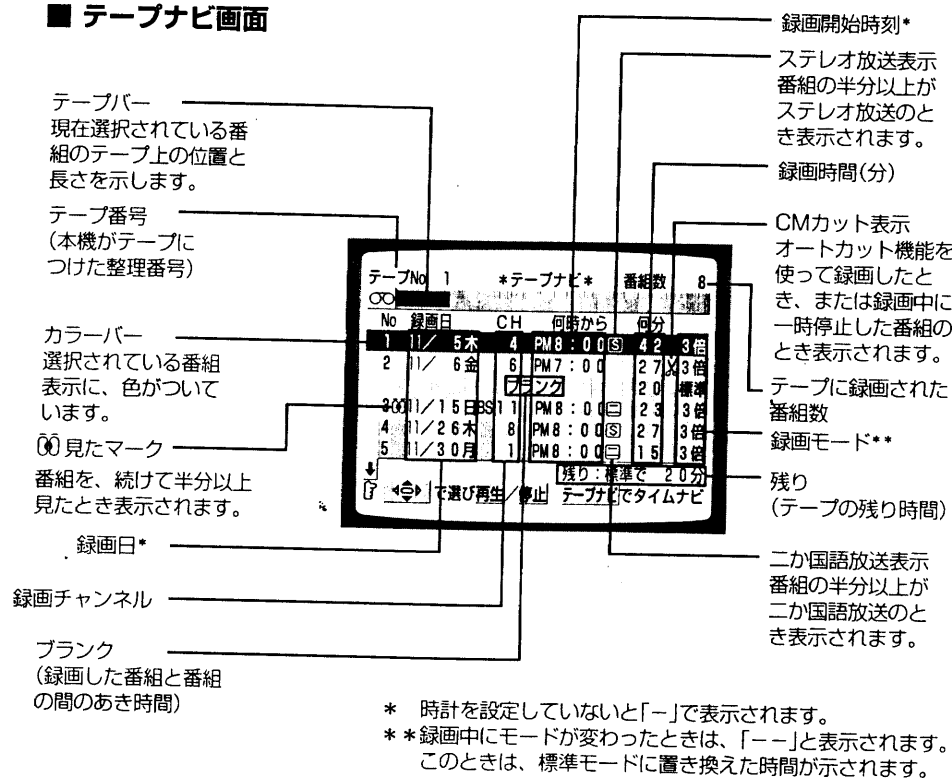 ■ テープナビ画面
テープバー
現在選択されている番
組のテープ上の位置と
長さを示します。
テープ番号
(本機がテープに
つけた整理番号)
カラーバー
選択されている番組
表示に、色がついて
います。
見たマーク
番組を、続けて半分以上
見たとき表示されます。
録画日*
録画チャンネル
ブランク
(録画した番組と番組
の間のあき時間)
テープNo 1 *テープナビ* 番組数 8
No 録画日 CH 何時から 何分
1 11/ 5木 4 PM8:00 S 42 3倍
2 11/ 6金 6 PM7:00 27 3倍
ブランク 20 標準
3 11/15日 BS11 PM8:00 二 23 3倍
4 11/26木 8 PM8:00 S 27 3倍
5 11/30月 1 PM8:00 二 15 3倍
残り:標準で 20分
で選び再生/停止 テープナビでタイムナビ
録画開始時刻*
ステレオ放送表示
番組の半分以上が
ステレオ放送のと
き表示されます。
録画時間(分)
CMカット表示
オートカット機能を
使って録画したと
き、または録画中に
一時停止した番組の
とき表示されます。
テープに録画された
番組数
録画モード**
残り
(テープの残り時間)
二か国語放送表示
番組の半分以上が
二か国語放送のと
き表示されます。
* 時計を設定していないと「-」で表示されます。
**録画中にモードが変わったときは、「--」と表示されます。
このときは、標準モードに置き換えた時間が示されます。